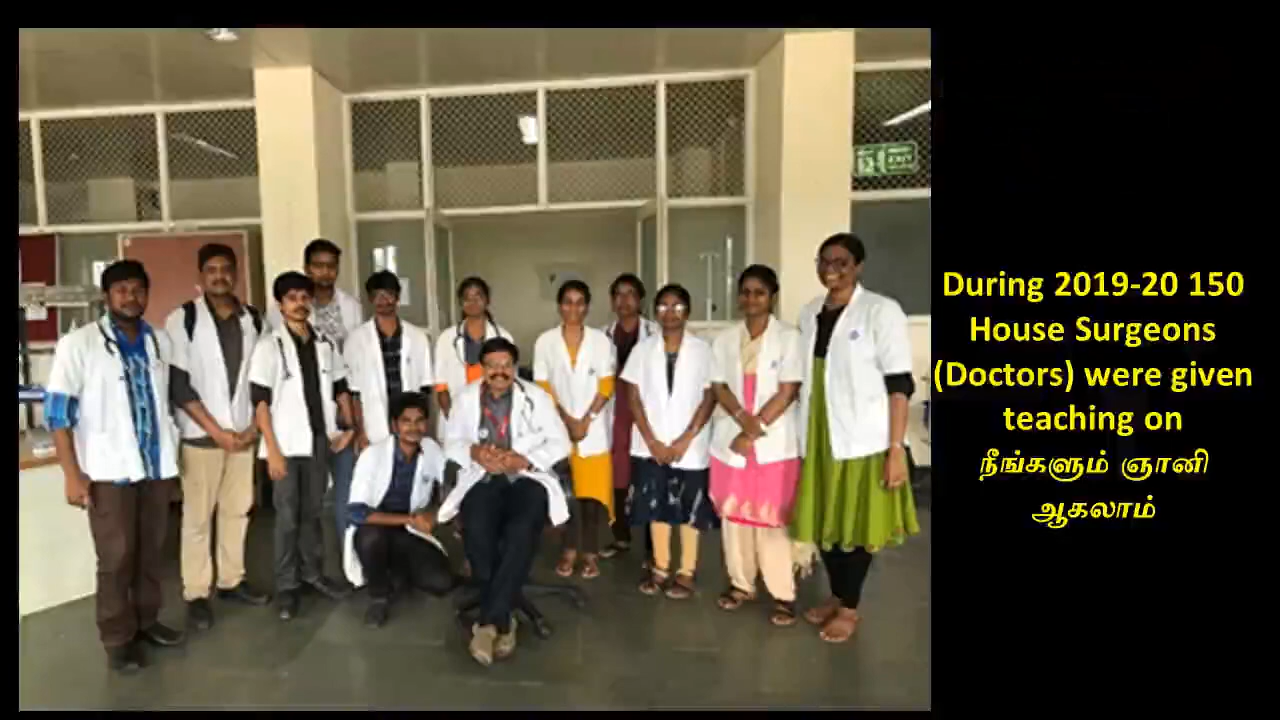 EXIT
During 2019-20 150
House Surgeons
(Doctors) were given
teaching on
நீங்களும் ஞானி
ஆகலாம்